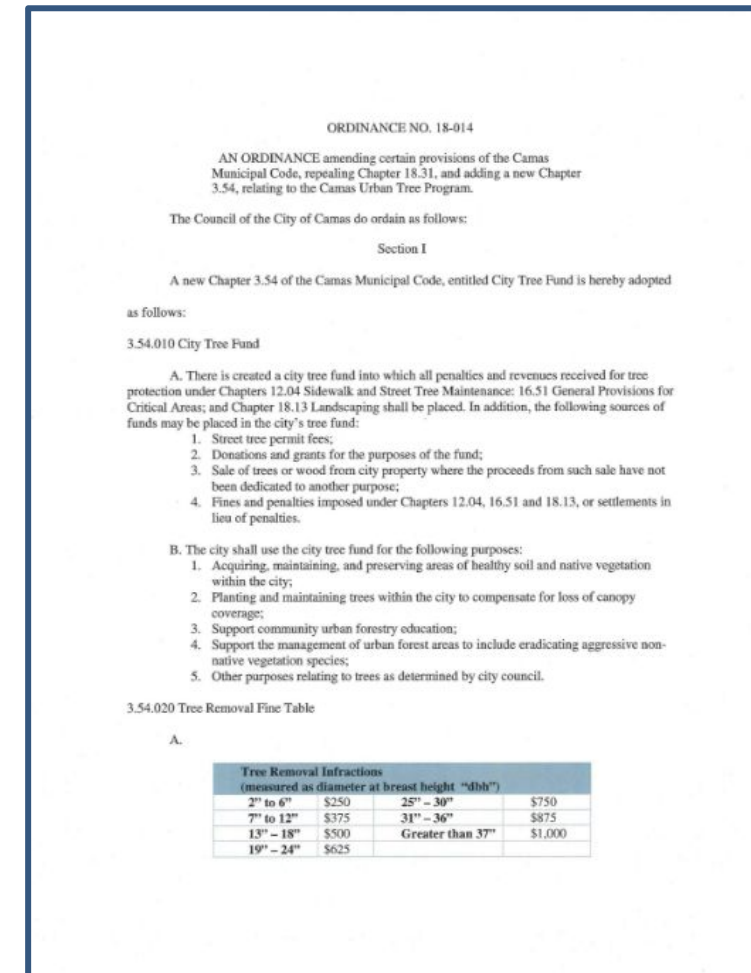 ORDINANCE NO. 18-014
AN ORDINANCE amending certain provisions of the Camas
Municipal Code, repealing Chapter 18.31, and adding a new Chapter
3.54, relating to the Camas Urban Tree Program.
The Council of the City of Camas do ordain as follows:
Section I
A new Chapter 3.54 of the Camas Municipal Code, entitled City Tree Fund is hereby adopted
as follows:
3.54.010 City Tree Fund
A. There is created a city tree fund into which all penalties and revenues received for tree
protection under Chapters 12.04 Sidewalk and Street Tree Maintenance: 16.51 General Provisions for
Critical Areas; and Chapter 18.13 Landscaping shall be placed. In addition, the following sources of
funds may be placed in the city's tree fund:
1. Street tree permit fees;
2. Donations and grants for the purposes of the fund;
3. Sale of trees or wood from city property where the proceeds from such sale have not
been dedicated to another purpose;
4. Fines and penalties imposed under Chapters 12.04, 16.51 and 18.13, or settlements in
lieu of penalties.
B. The city shall use the city tree fund for the following purposes:
1. Acquiring, maintaining, and preserving areas of healthy soil and native vegetation
within the city;
2. Planting and maintaining trees within the city to compensate for loss of canopy
coverage;
3. Support community urban forestry education;
4. Support the management of urban forest areas to include eradicating aggressive non-
native vegetation species;
5. Other purposes relating to trees as determined by city council.
3.54.020 Tree Removal Fine Table
A.
Tree Removal Infractions
(measured as diameter at breast height "dbh")
2" to 6" $250 25" – 30" $750
7" to 12" $375 31" – 36" $875
13" – 18" $500 Greater than 37" $1,000
19" – 24" $625